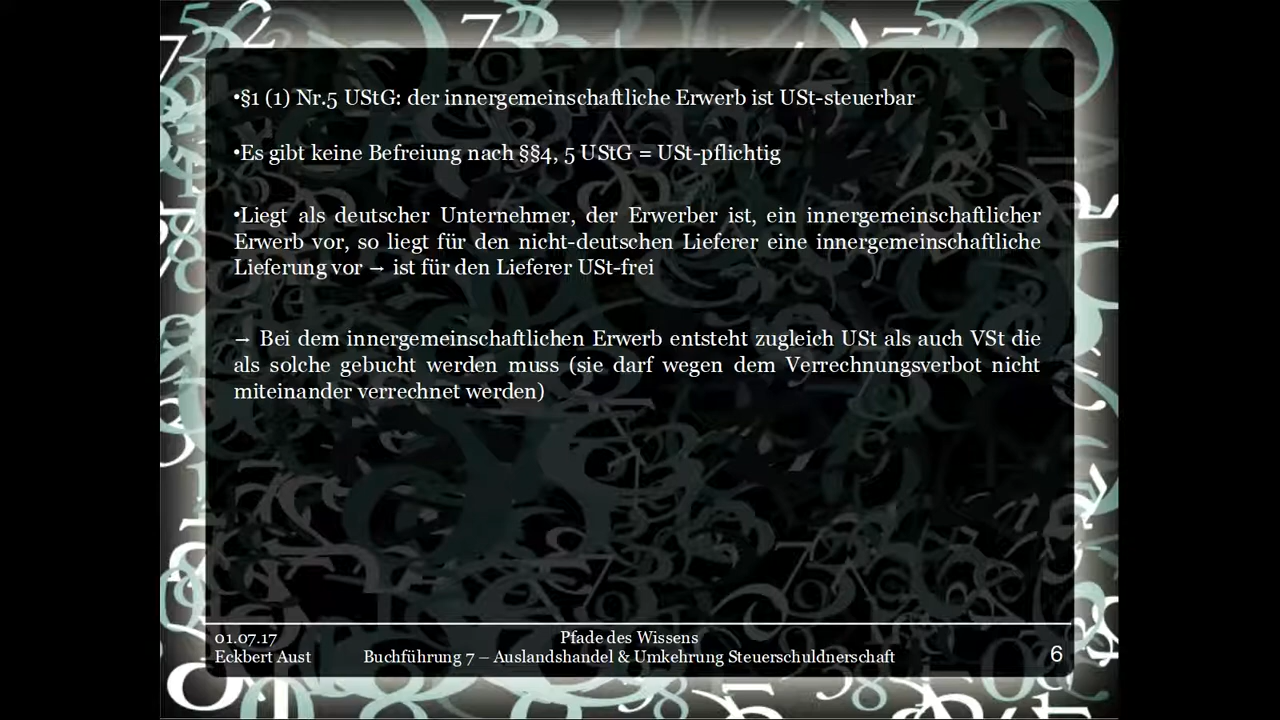 •§1 (1) Nr.5 UStG: der innergemeinschaftliche Erwerb ist USt-steuerbar
•Es gibt keine Befreiung nach §§4, 5 UStG = USt-pflichtig
•Liegt als deutscher Unternehmer, der Erwerber ist, ein innergemeinschaftlicher
Erwerb vor, so liegt für den nicht-deutschen Lieferer eine innergemeinschaftliche
Lieferung vor → ist für den Lieferer USt-frei
→ Bei dem innergemeinschaftlichen Erwerb entsteht zugleich USt als auch VSt die
als solche gebucht werden muss (sie darf wegen dem Verrechnungsverbot nicht
miteinander verrechnet werden)
01.07.17
Eckbert Aust
Pfade des Wissens
Buchführung 7 – Auslandshandel & Umkehrung Steuerschuldnerschaft
6